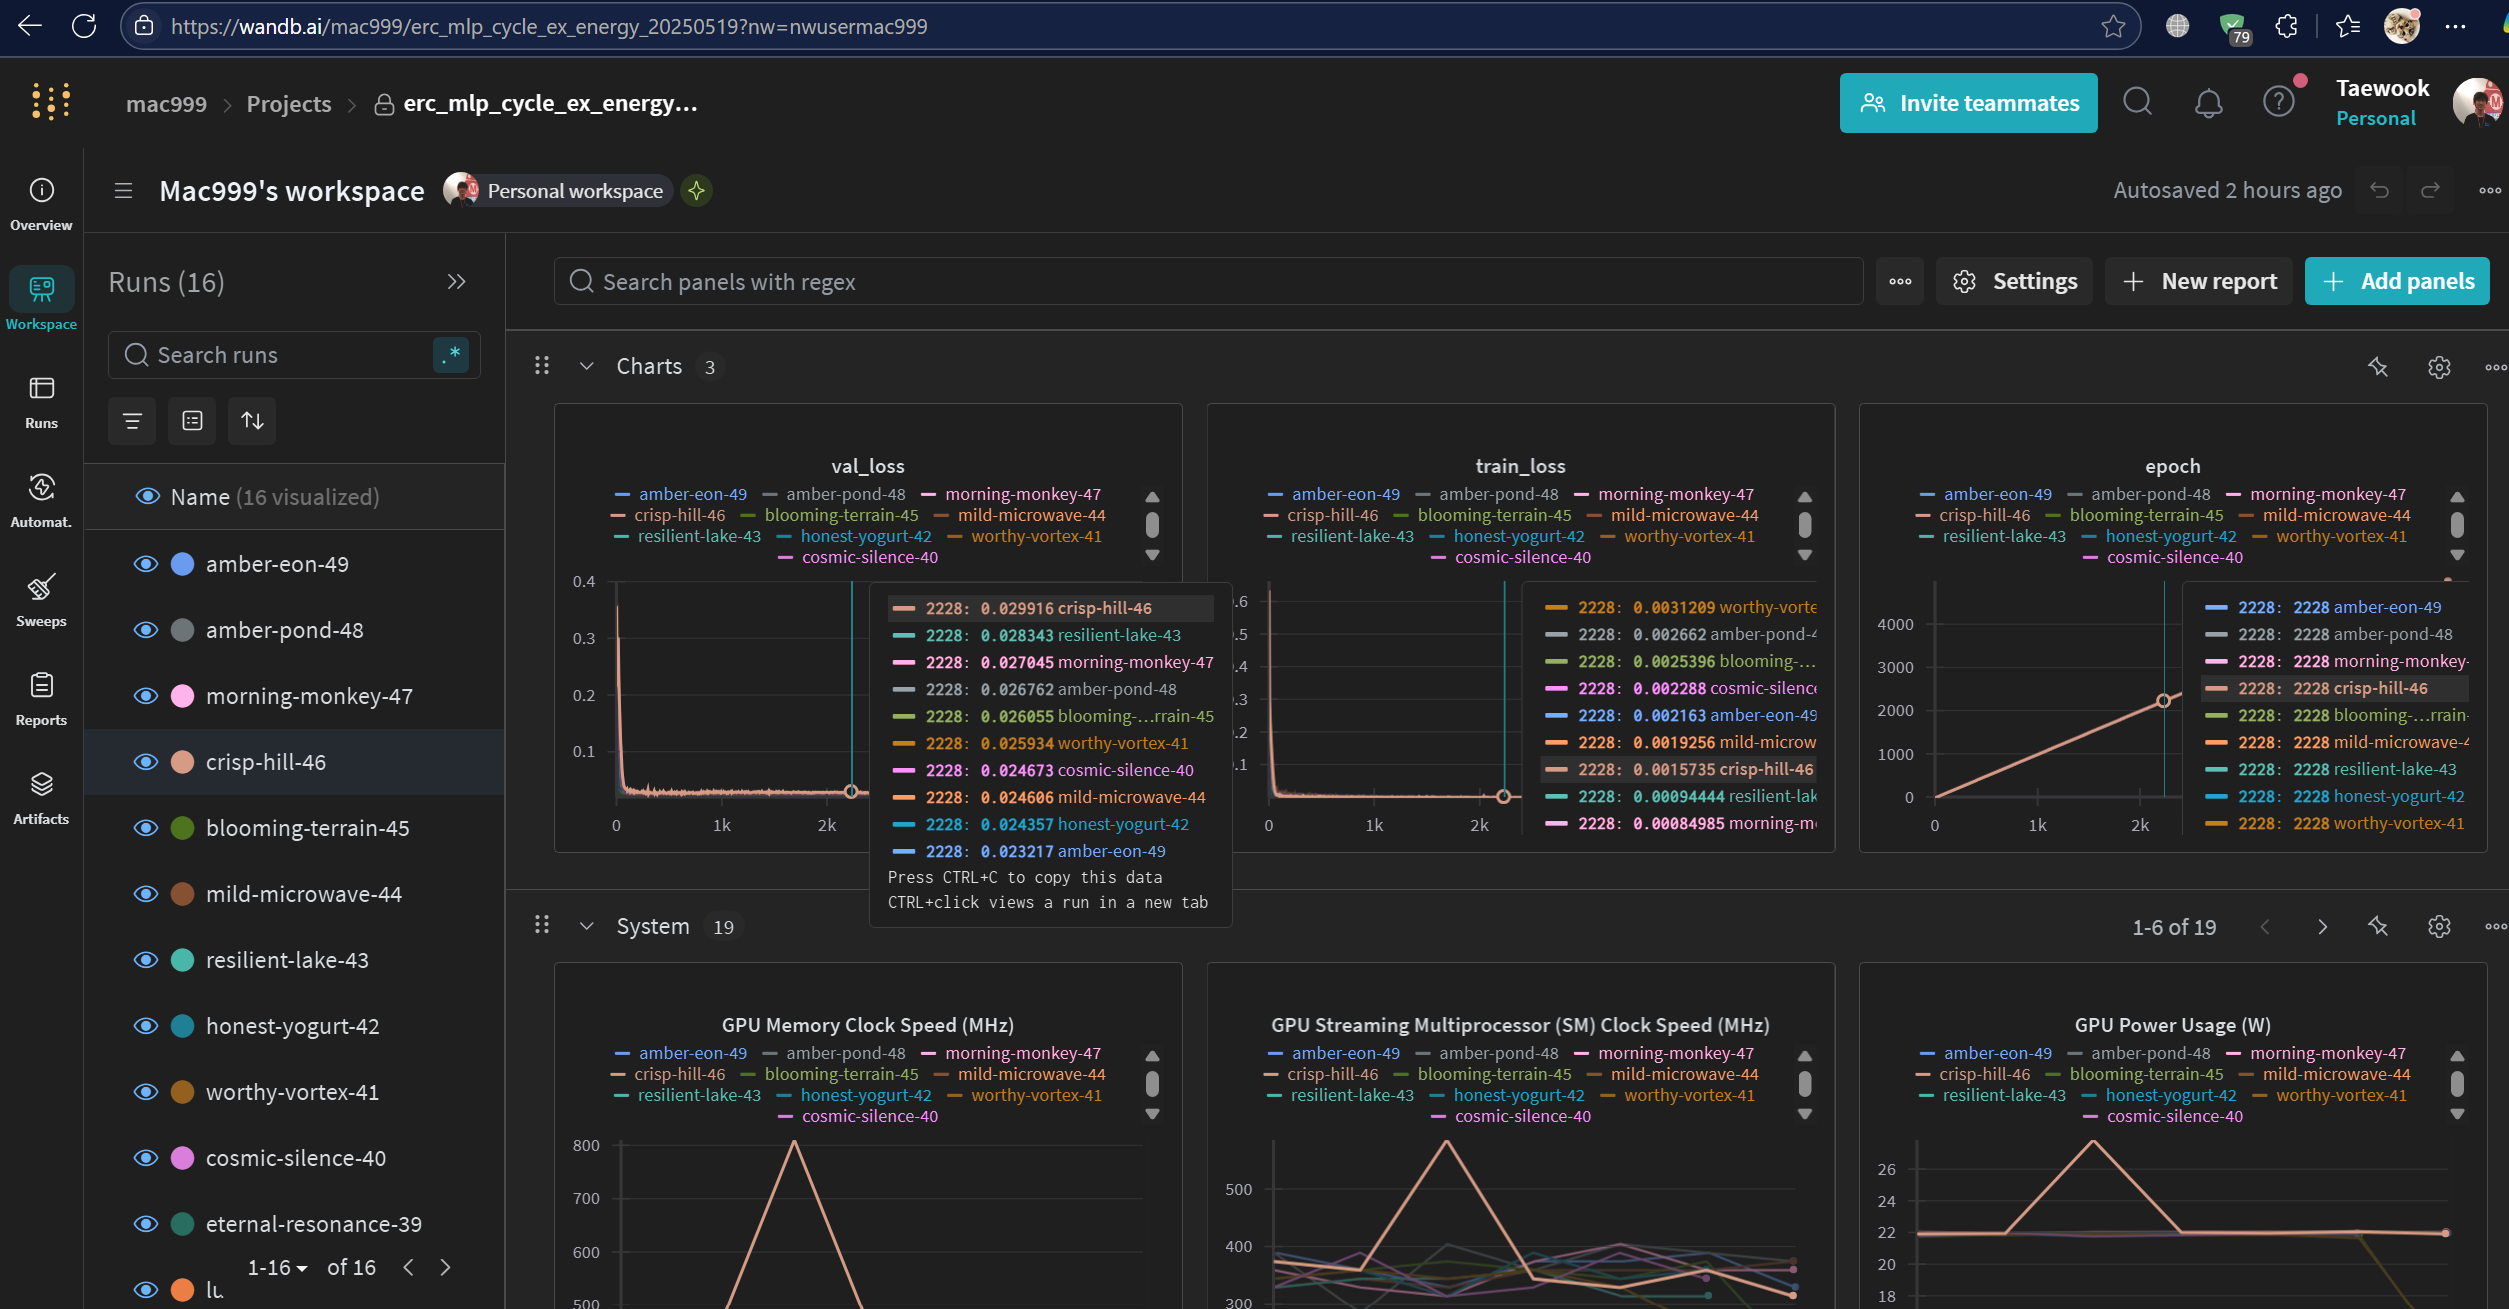 https://wandb.ai/mac999/erc_mlp_cycle_ex_energy_20250519?nw=nwusermac999
79
mac999 > Projects > erc_mlp_cycle_ex_energy...
Invite teammates
Taewook
Personal
Mac999's workspace
Personal workspace
Autosaved 2 hours ago
Overview
Workspace
Runs
Automat.
Sweeps
Reports
Artifacts
Runs (16)
Search runs
.*
Name (16 visualized)
amber-eon-49
amber-pond-48
morning-monkey-47
crisp-hill-46
blooming-terrain-45
mild-microwave-44
resilient-lake-43
honest-yogurt-42
worthy-vortex-41
cosmic-silence-40
eternal-resonance-39
1-16 of 16
Search panels with regex
Settings
New report
Add panels
Charts 3
val_loss
amber-eon-49 amber-pond-48 morning-monkey-47
crisp-hill-46 blooming-terrain-45 mild-microwave-44
resilient-lake-43 honest-yogurt-42 worthy-vortex-41
cosmic-silence-40
0.4
0.3
0.2
0.1
0 1k 2k
2228: 0.029916 crisp-hill-46
2228: 0.028343 resilient-lake-43
2228: 0.027045 morning-monkey-47
2228: 0.026762 amber-pond-48
2228: 0.026055 blooming-...rrain-45
2228: 0.025934 worthy-vortex-41
2228: 0.024673 cosmic-silence-40
2228: 0.024606 mild-microwave-44
2228: 0.024357 honest-yogurt-42
2228: 0.023217 amber-eon-49
Press CTRL+C to copy this data
CTRL+click views a run in a new tab
train_loss
amber-eon-49 amber-pond-48 morning-monkey-47
crisp-hill-46 blooming-terrain-45 mild-microwave-44
resilient-lake-43 honest-yogurt-42 worthy-vortex-41
cosmic-silence-40
.6
.5
.4
.3
.2
.1
0 1k 2k
2228: 0.0031209 worthy-vorte
2228: 0.002662 amber-pond-4
2228: 0.0025396 blooming-...
2228: 0.002288 cosmic-silence
2228: 0.002163 amber-eon-49
2228: 0.0019256 mild-microw
2228: 0.0015735 crisp-hill-46
2228: 0.00094444 resilient-lak
2228: 0.00084985 morning-m
epoch
amber-eon-49 amber-pond-48 morning-monkey-47
crisp-hill-46 blooming-terrain-45 mild-microwave-44
resilient-lake-43 honest-yogurt-42 worthy-vortex-41
cosmic-silence-40
4000
3000
2000
1000
0
0 1k 2k
2228: 2228 amber-eon-49
2228: 2228 amber-pond-48
2228: 2228 morning-monkey-
2228: 2228 crisp-hill-46
2228: 2228 blooming-...rrain-
2228: 2228 mild-microwave-4
2228: 2228 resilient-lake-43
2228: 2228 honest-yogurt-42
2228: 2228 worthy-vortex-41
System 19
1-6 of 19
GPU Memory Clock Speed (MHz)
amber-eon-49 amber-pond-48 morning-monkey-47
crisp-hill-46 blooming-terrain-45 mild-microwave-44
resilient-lake-43 honest-yogurt-42 worthy-vortex-41
cosmic-silence-40
800
700
600
500
GPU Streaming Multiprocessor (SM) Clock Speed (MHz)
amber-eon-49 amber-pond-48 morning-monkey-47
crisp-hill-46 blooming-terrain-45 mild-microwave-44
resilient-lake-43 honest-yogurt-42 worthy-vortex-41
cosmic-silence-40
500
400
300
GPU Power Usage (W)
amber-eon-49 amber-pond-48 morning-monkey-47
crisp-hill-46 blooming-terrain-45 mild-microwave-44
resilient-lake-43 honest-yogurt-42 worthy-vortex-41
cosmic-silence-40
26
24
22
20
18